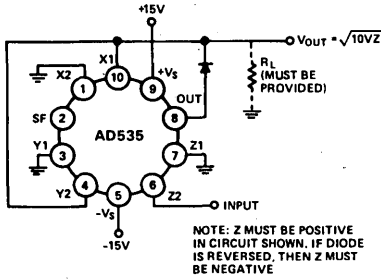 +15V
VOUT = √10VZ
X1
X2
+VS
10
1
9
RL
(MUST BE
PROVIDED)
OUT
SF
2
8
AD535
Y1
Z1
3
7
Y2
4
5
6
Z2
-VS
INPUT
-15V
NOTE: Z MUST BE POSITIVE
IN CIRCUIT SHOWN. IF DIODE
IS REVERSED, THEN Z MUST
BE NEGATIVE